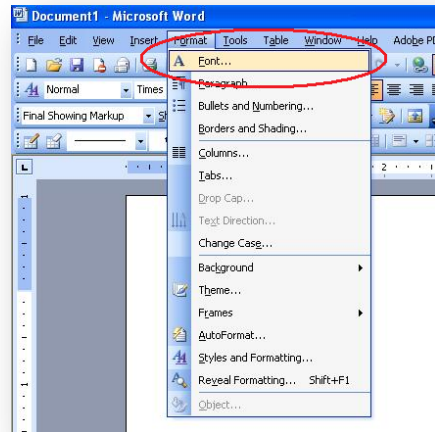 Document1 - Microsoft Word
File Edit View Insert Format Tools Table Window Help Adobe PD
A Font...
Normal Times
Paragraph
Bullets and Numbering...
Final Showing Markup
Borders and Shading...
Columns...
Tabs...
Drop Cap...
Text Direction...
Change Case...
Background
Theme...
Frames
AutoFormat...
Styles and Formatting...
Reveal Formatting... Shift+F1
Object...
2